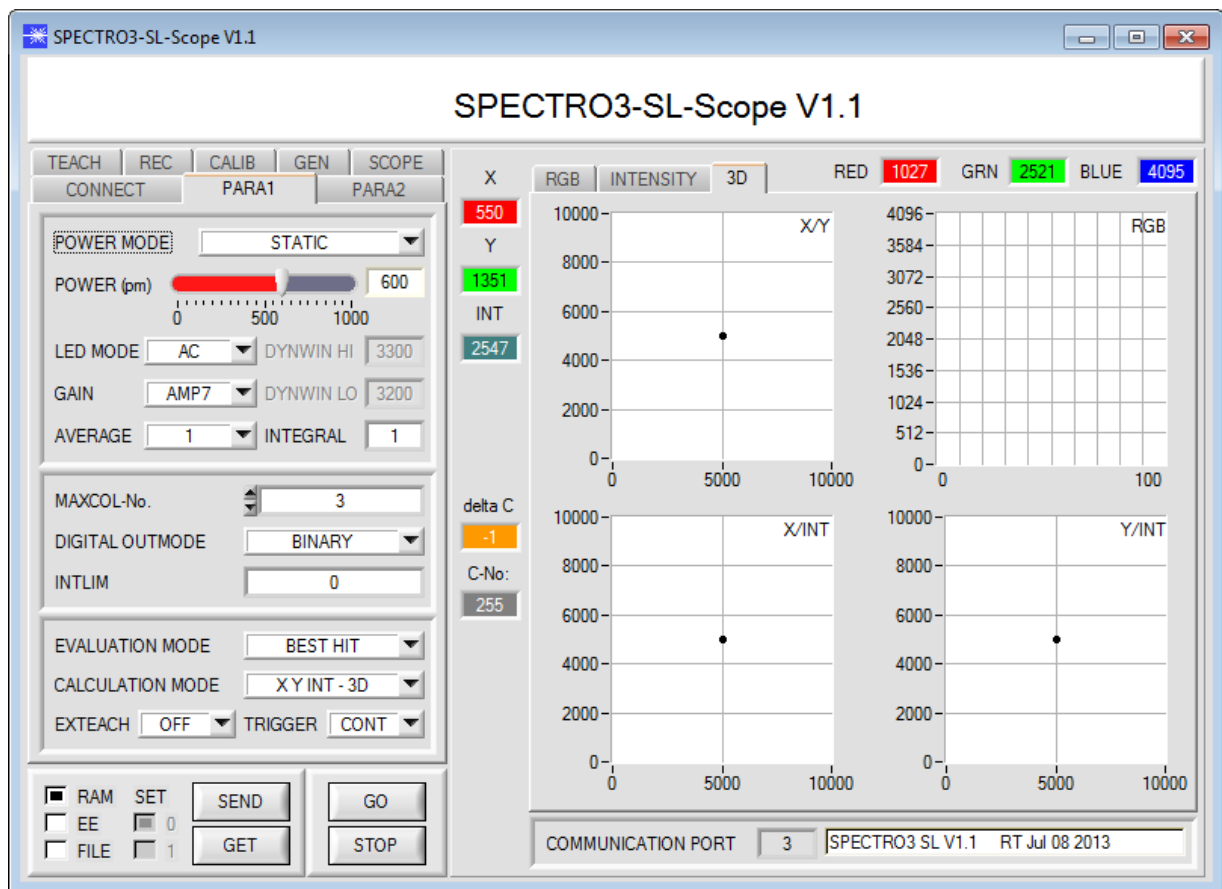 SPECTRO3-SL-Scope V1.1
SPECTRO3-SL-Scope V1.1
TEACH REC CALIB GEN SCOPE
CONNECT PARA1 PARA2
POWER MODE STATIC
POWER (pm) 600
0 500 1000
LED MODE AC DYNWIN HI 3300
GAIN AMP7 DYNWIN LO 3200
AVERAGE 1 INTEGRAL 1
MAXCOL-No. 3
DIGITAL OUTMODE BINARY
INTLIM 0
EVALUATION MODE BEST HIT
CALCULATION MODE X Y INT - 3D
EXTEACH OFF TRIGGER CONT
RAM SET SEND GO
EE 0
FILE 1 GET STOP
X
550
Y
1351
INT
2547
delta C
-1
C-No:
255
RGB INTENSITY 3D RED 1027 GRN 2521 BLUE 4095
X/Y
10000
8000
6000
4000
2000
0
0 5000 10000
RGB
4096
3584
3072
2560
2048
1536
1024
512
0
0 100
X/INT
10000
8000
6000
4000
2000
0
0 5000 10000
Y/INT
10000
8000
6000
4000
2000
0
0 5000 10000
COMMUNICATION PORT 3 SPECTRO3 SL V1.1 RT Jul 08 2013